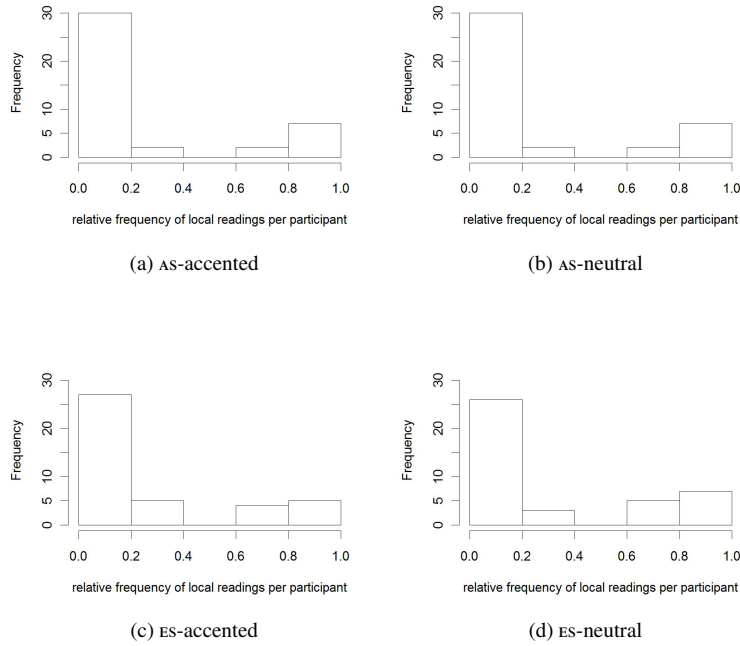 Frequency
30
20
10
5
0
0.0 0.2 0.4 0.6 0.8 1.0
relative frequency of local readings per participant
(a) AS-accented
Frequency
30
20
10
5
0
0.0 0.2 0.4 0.6 0.8 1.0
relative frequency of local readings per participant
(b) AS-neutral
Frequency
30
20
10
5
0
0.0 0.2 0.4 0.6 0.8 1.0
relative frequency of local readings per participant
(c) ES-accented
Frequency
30
20
10
5
0
0.0 0.2 0.4 0.6 0.8 1.0
relative frequency of local readings per participant
(d) ES-neutral